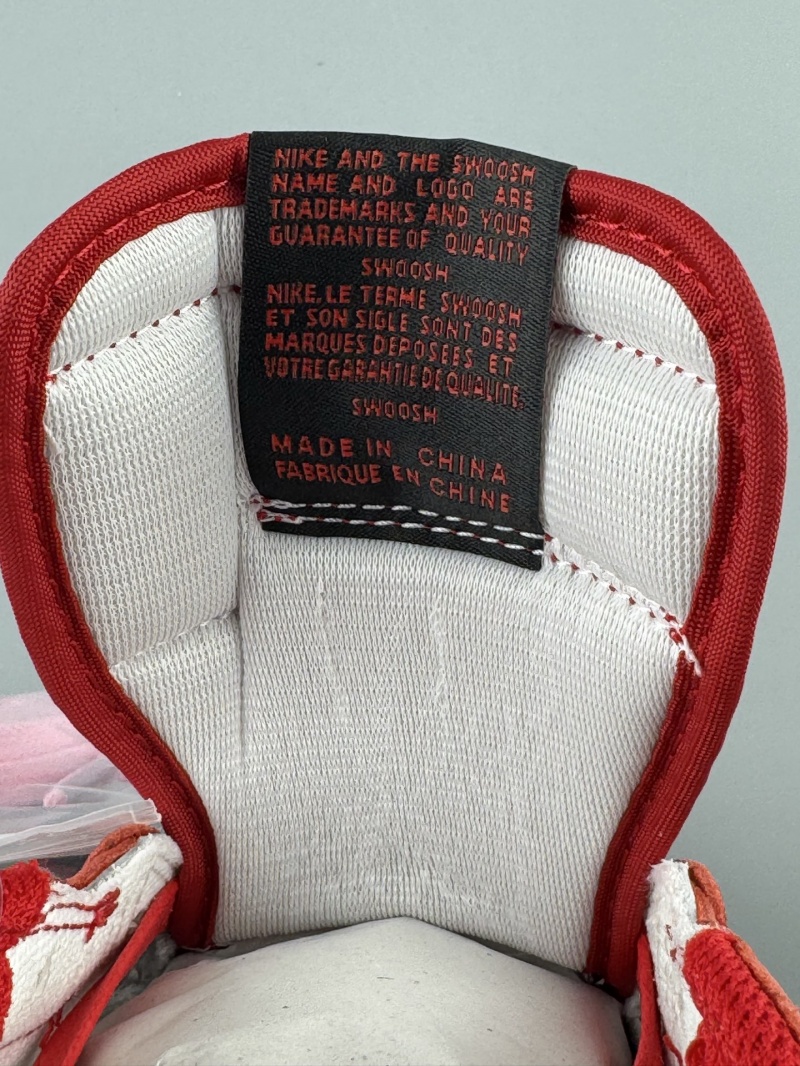 NIKE AND THE SWOOSH
NAME AND LOGO ARE
TRADEMARKS AND YOUR
GUARANTEE OF QUALITY
SWOOSH
NIKE, LE TERME SWOOSH
ET SON SIGLE SONT DES
MARQUES DEPOSEES ET
VOTRE GARANTIE DE QUALITE.
SWOOSH
MADE IN CHINA
FABRIQUE EN CHINE